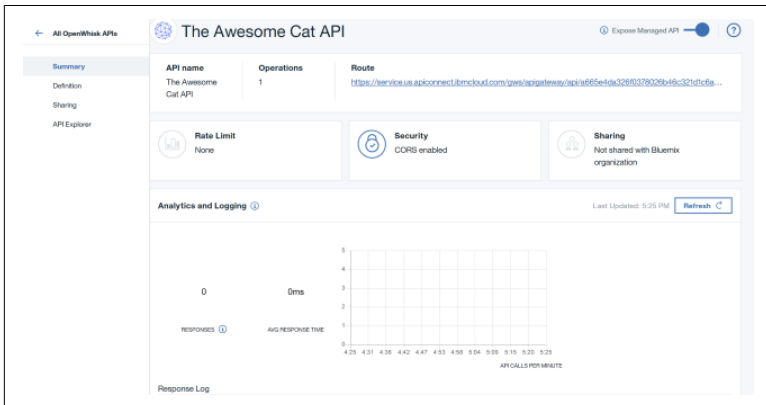 ← All OpenWhisk APIs
The Awesome Cat API
Expose Managed API
Summary
Definition
Sharing
API Explorer
API name
The Awesome
Cat API
Operations
1
Route
https://service.us.apiconnect.ibmcloud.com/gws/apigateway/api/a665e4da326f0378026b46c321d1c6a...
Rate Limit
None
Security
CORS enabled
Sharing
Not shared with Bluemix
organization
Analytics and Logging
Last Updated: 5:25 PM
Refresh
0
RESPONSES
0ms
AVG RESPONSE TIME
5
4
3
2
1
0
4:25 4:31 4:36 4:42 4:47 4:53 4:58 5:04 5:09 5:15 5:20 5:25
API CALLS PER MINUTE
Response Log